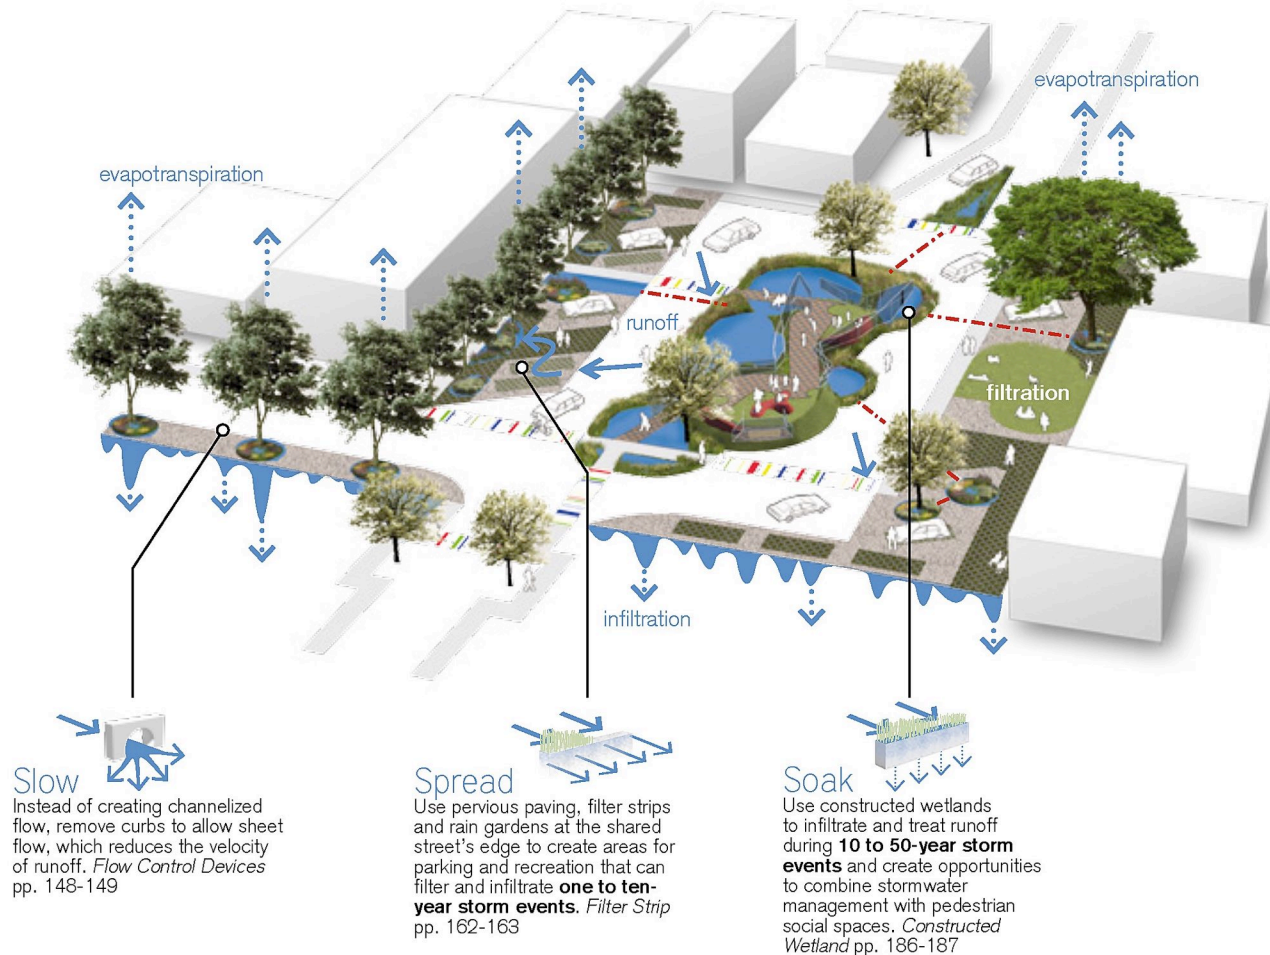 evapotranspiration
evapotranspiration
runoff
filtration
infiltration
Slow
Instead of creating channelized
flow, remove curbs to allow sheet
flow, which reduces the velocity
of runoff. Flow Control Devices
pp. 148-149
Spread
Use pervious paving, filter strips
and rain gardens at the shared
street's edge to create areas for
parking and recreation that can
filter and infiltrate one to ten-
year storm events. Filter Strip
pp. 162-163
Soak
Use constructed wetlands
to infiltrate and treat runoff
during 10 to 50-year storm
events and create opportunities
to combine stormwater
management with pedestrian
social spaces. Constructed
Wetland pp. 186-187